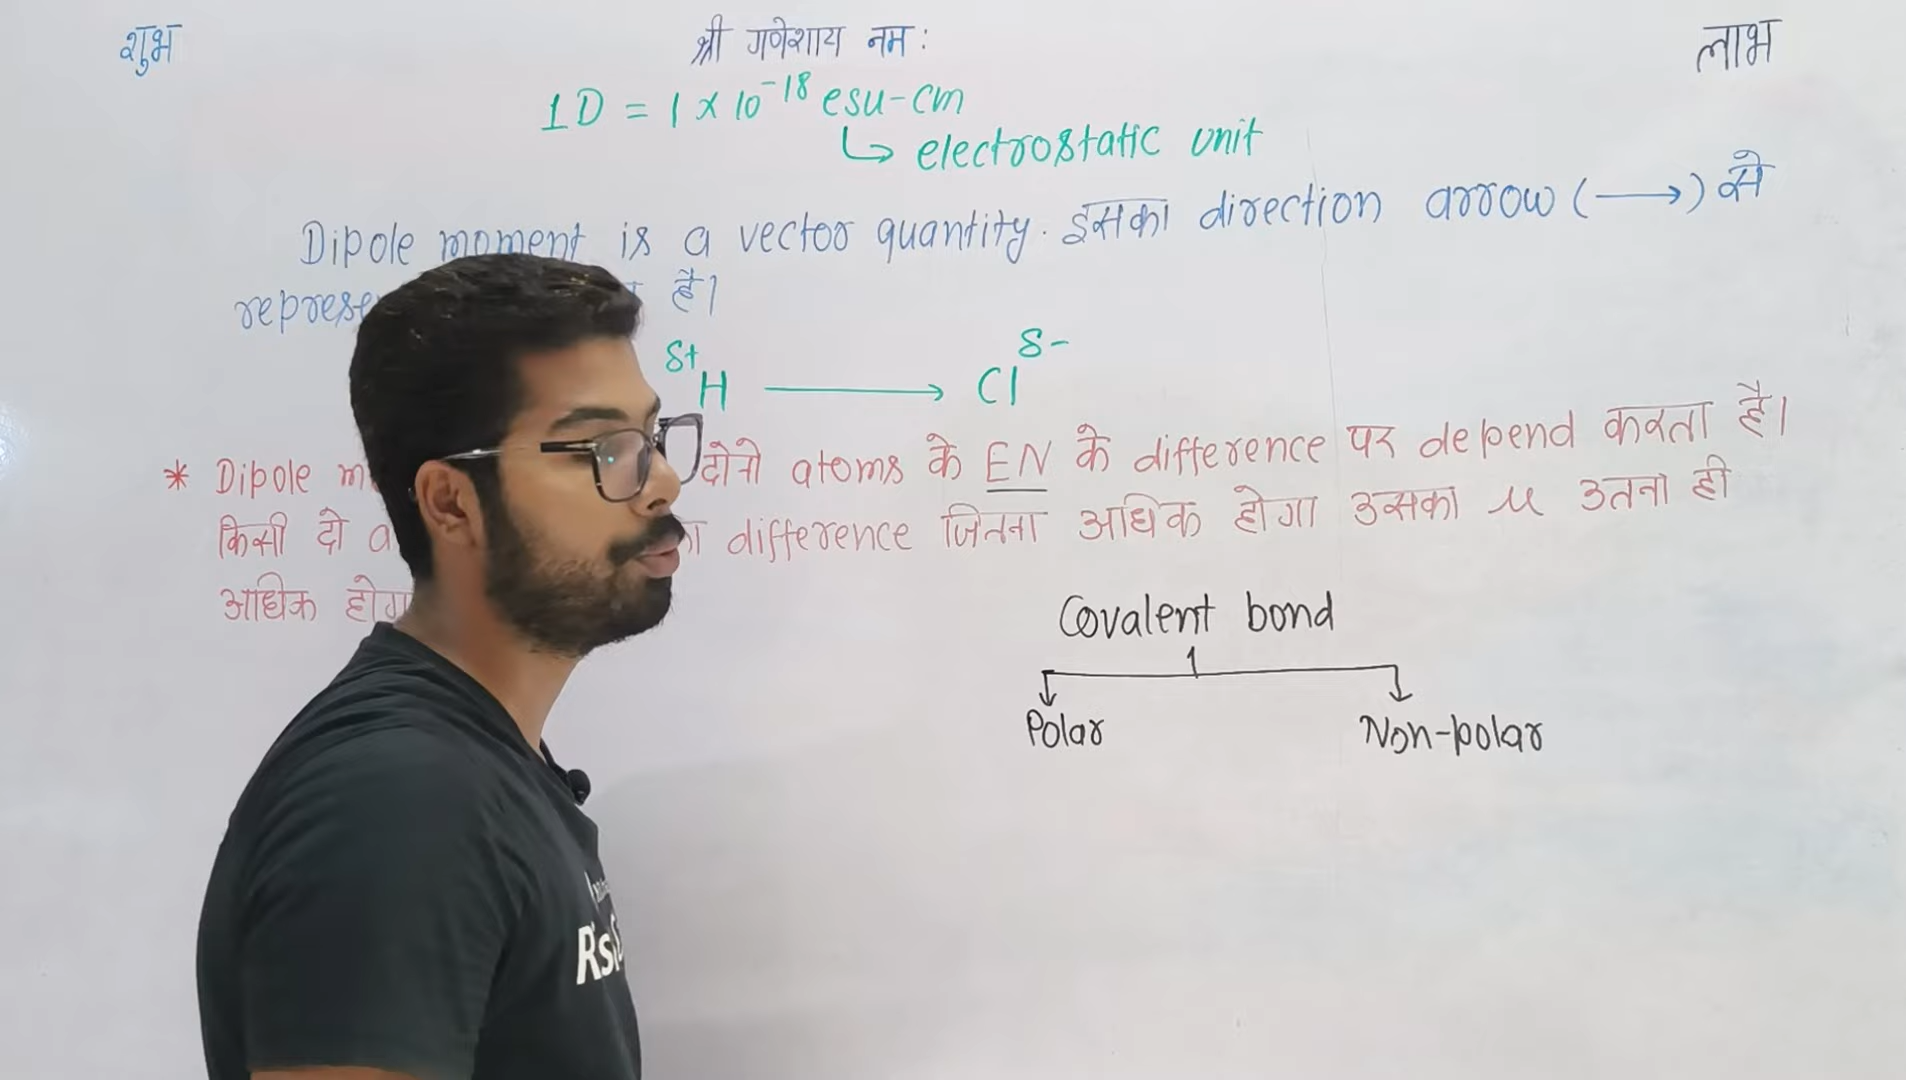 शुभ श्री गणेशाय नम: लाभ
1D = 1 × 10⁻¹⁸ esu-cm
↳ electrostatic unit
Dipole moment is a vector quantity. इसका direction arrow (⟶) से
है।
δ+ H ⟶ Cl δ-
* Dipole दोनो atoms के EN के difference पर depend करता है।
किसी दो difference जितना अधिक होगा उसका μ उतना ही
अधिक
Covalent bond
Polar Non-polar